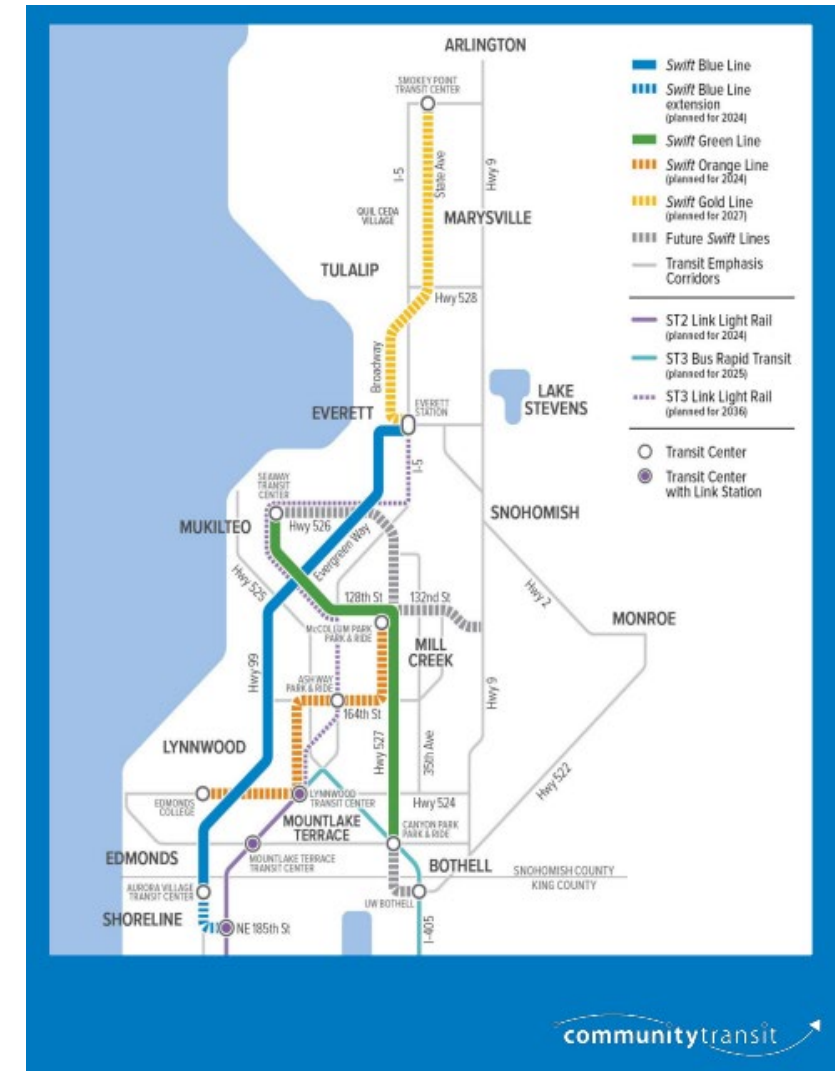 ARLINGTON
SMOKEY POINT
TRANSIT CENTER
I-5
State Ave
Hwy 9
QUIL CEDA
VILLAGE
MARYSVILLE
TULALIP
Hwy 528
Broadway
EVERETT
EVERETT
STATION
LAKE
STEVENS
I-5
SEAWAY
TRANSIT
CENTER
MUKILTEO
Hwy 526
SNOHOMISH
Evergreen Way
Hwy 525
128th St
132nd St
Hwy 2
McCOLLUM PARK
PARK & RIDE
MILL
CREEK
MONROE
Hwy 99
ASH WAY
PARK & RIDE
164th St
Hwy 9
LYNNWOOD
Hwy 527
35th Ave
Hwy 522
EDMONDS
COLLEGE
LYNNWOOD
TRANSIT CENTER
Hwy 524
MOUNTLAKE
TERRACE
CANYON PARK
PARK & RIDE
EDMONDS
MOUNTLAKE TERRACE
TRANSIT CENTER
BOTHELL
SNOHOMISH COUNTY
KING COUNTY
AURORA VILLAGE
TRANSIT CENTER
UW BOTHELL
SHORELINE
NE 185th St
I-405
Swift Blue Line
Swift Blue Line
extension
(planned for 2024)
Swift Green Line
Swift Orange Line
(planned for 2024)
Swift Gold Line
(planned for 2027)
Future Swift Lines
Transit Emphasis
Corridors
ST2 Link Light Rail
(planned for 2024)
ST3 Bus Rapid Transit
(planned for 2025)
ST3 Link Light Rail
(planned for 2036)
Transit Center
Transit Center
with Link Station
communitytransit